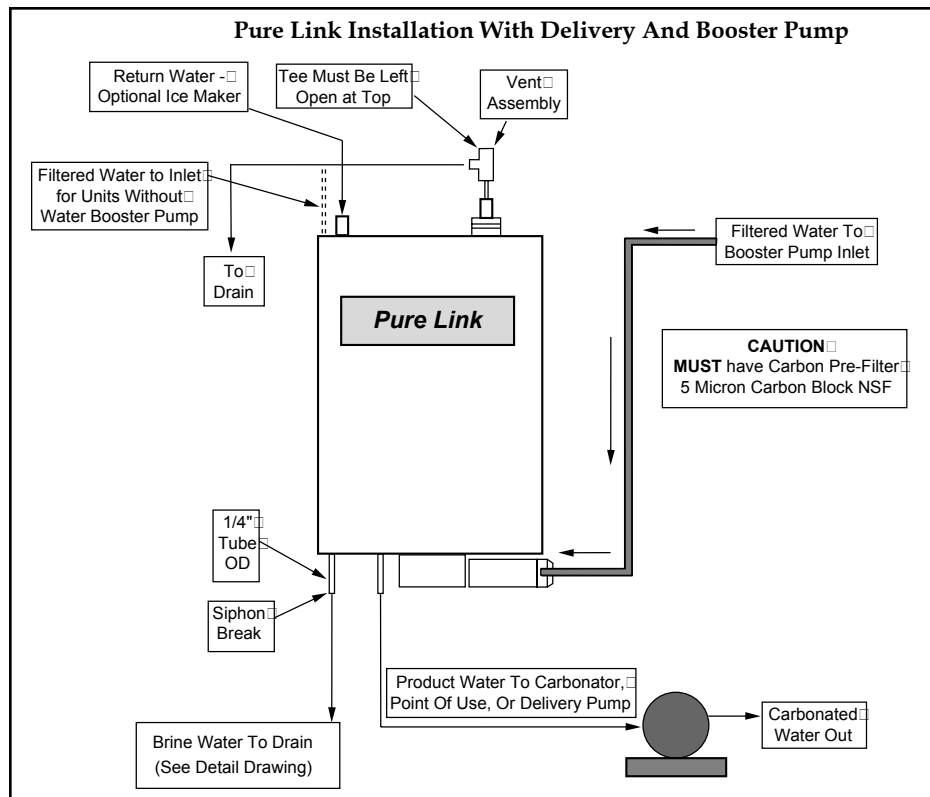 Pure Link Installation With Delivery And Booster Pump
Return Water -
Optional Ice Maker
Tee Must Be Left
Open at Top
Vent
Assembly
Filtered Water to Inlet
for Units Without
Water Booster Pump
To
Drain
Filtered Water To
Booster Pump Inlet
Pure Link
CAUTION
MUST have Carbon Pre-Filter
5 Micron Carbon Block NSF
1/4"
Tube
OD
Siphon
Break
Product Water To Carbonator,
Point Of Use, Or Delivery Pump
Carbonated
Water Out
Brine Water To Drain
(See Detail Drawing)